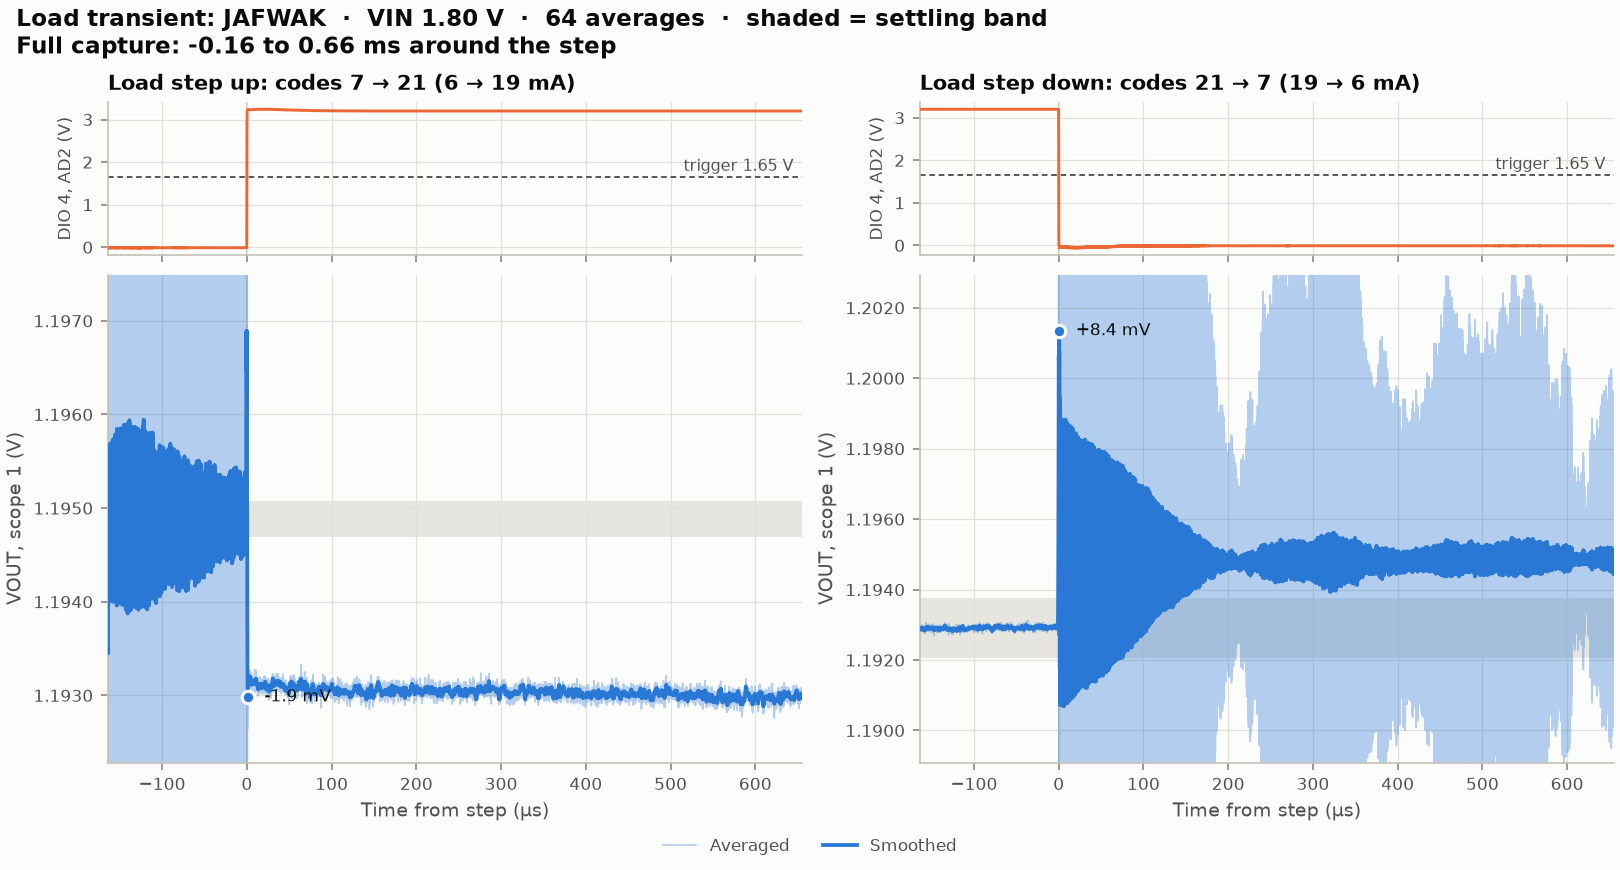 Load transient: JAFWAK · VIN 1.80 V · 64 averages · shaded = settling band
Full capture: -0.16 to 0.66 ms around the step
Load step up: codes 7 → 21 (6 → 19 mA)
DIO 4, AD2 (V)
3
2
1
0
trigger 1.65 V
VOUT, scope 1 (V)
1.1970
1.1960
1.1950
1.1940
1.1930
-1.9 mV
−100
0
100
200
300
400
500
600
Time from step (µs)
Load step down: codes 21 → 7 (19 → 6 mA)
DIO 4, AD2 (V)
3
2
1
0
trigger 1.65 V
VOUT, scope 1 (V)
1.2020
1.2000
1.1980
1.1960
1.1940
1.1920
1.1900
+8.4 mV
−100
0
100
200
300
400
500
600
Time from step (µs)
Averaged
Smoothed